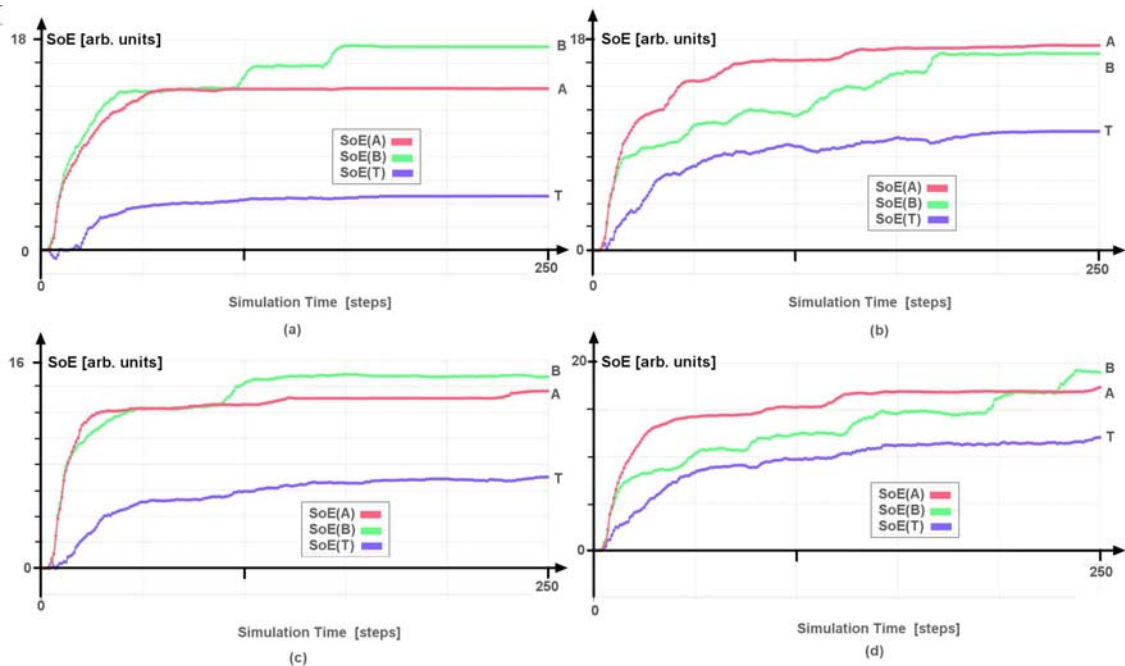 18
SoE [arb. units]
B
A
SoE(A)
SoE(B)
SoE(T)
T
0
0
250
Simulation Time [steps]
(a)
18
SoE [arb. units]
A
B
T
SoE(A)
SoE(B)
SoE(T)
0
0
250
Simulation Time [steps]
(b)
16
SoE [arb. units]
B
A
T
SoE(A)
SoE(B)
SoE(T)
0
0
250
Simulation Time [steps]
(c)
20
SoE [arb. units]
B
A
T
SoE(A)
SoE(B)
SoE(T)
0
0
250
Simulation Time [steps]
(d)